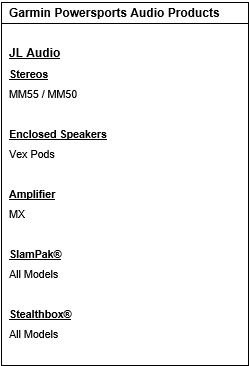 Garmin Powersports Audio Products
JL Audio
Stereos
MM55 / MM50
Enclosed Speakers
Vex Pods
Amplifier
MX
SlamPak®
All Models
Stealthbox®
All Models